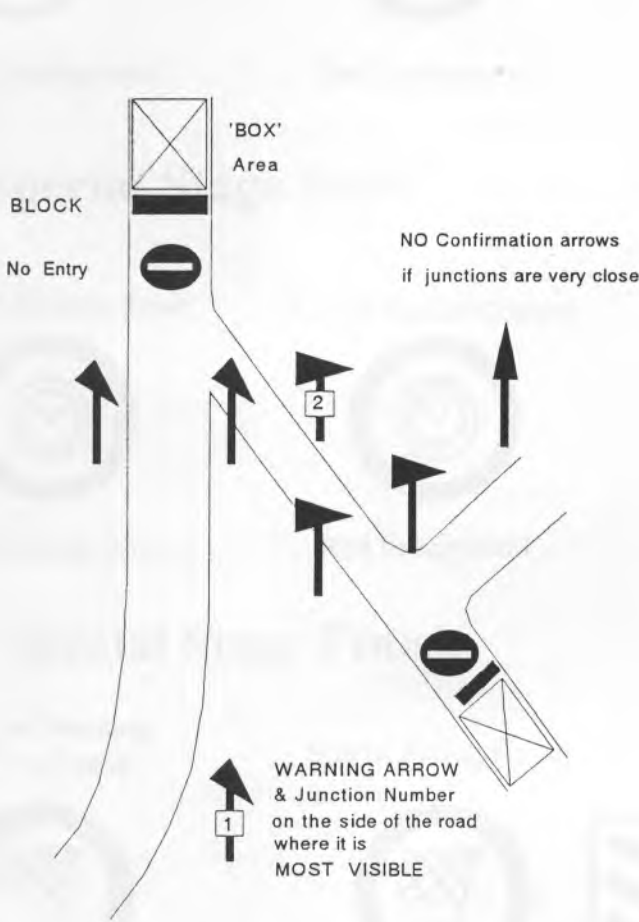 'BOX'
Area
BLOCK
No Entry
NO Confirmation arrows
if junctions are very close
2
1
WARNING ARROW
& Junction Number
on the side of the road
where it is
MOST VISIBLE